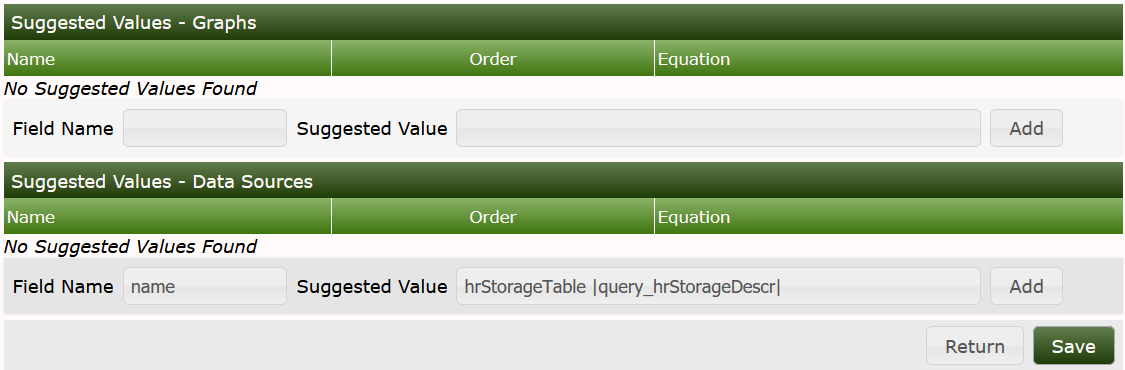 Suggested Values - Graphs
Name Order Equation
No Suggested Values Found
Field Name Suggested Value Add
Suggested Values - Data Sources
Name Order Equation
No Suggested Values Found
Field Name name Suggested Value hrStorageTable |query_hrStorageDescr| Add
Return Save